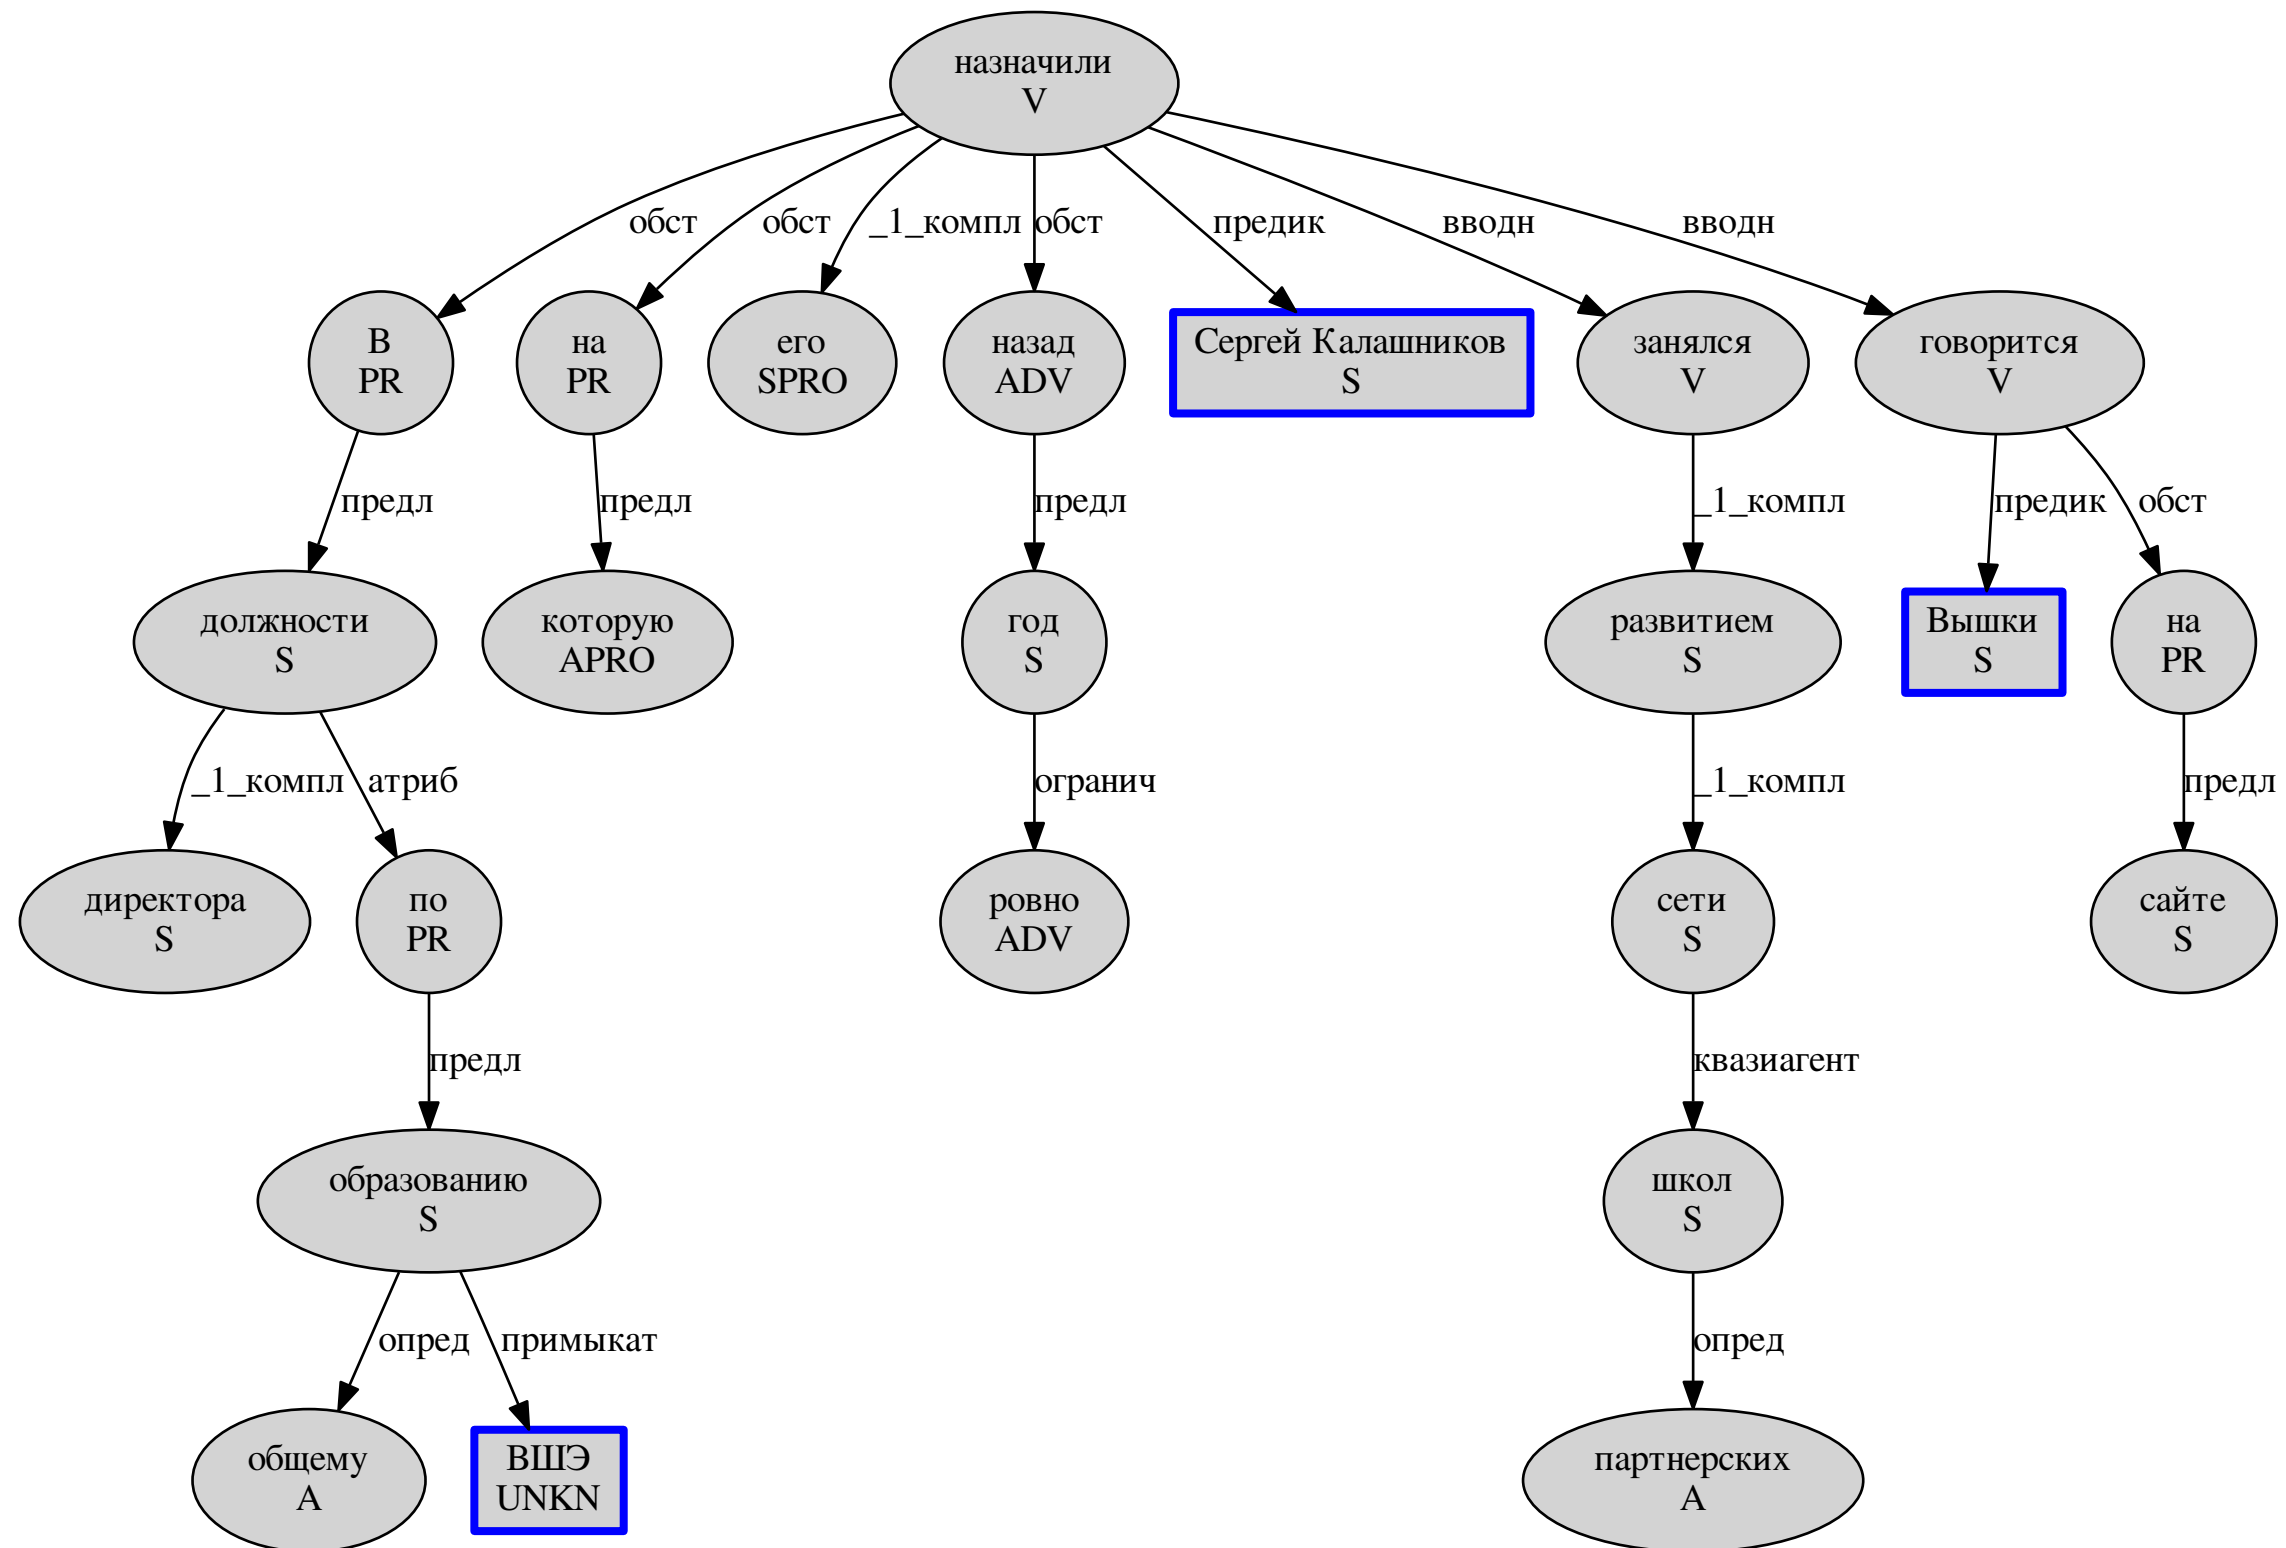 назначили
V
обст
обст
_1_компл
обст
предик
вводн
вводн
В
PR
на
PR
его
SPRO
назад
ADV
Сергей Калашников
S
занялся
V
говорится
V
предл
предл
предл
_1_компл
предик
обст
должности
S
которую
APRO
год
S
развитием
S
Вышки
S
на
PR
_1_компл
атриб
огранич
_1_компл
предл
директора
S
по
PR
ровно
ADV
сети
S
сайте
S
предл
квазиагент
образованию
S
школ
S
опред
примыкат
опред
общему
A
ВШЭ
UNKN
партнерских
A